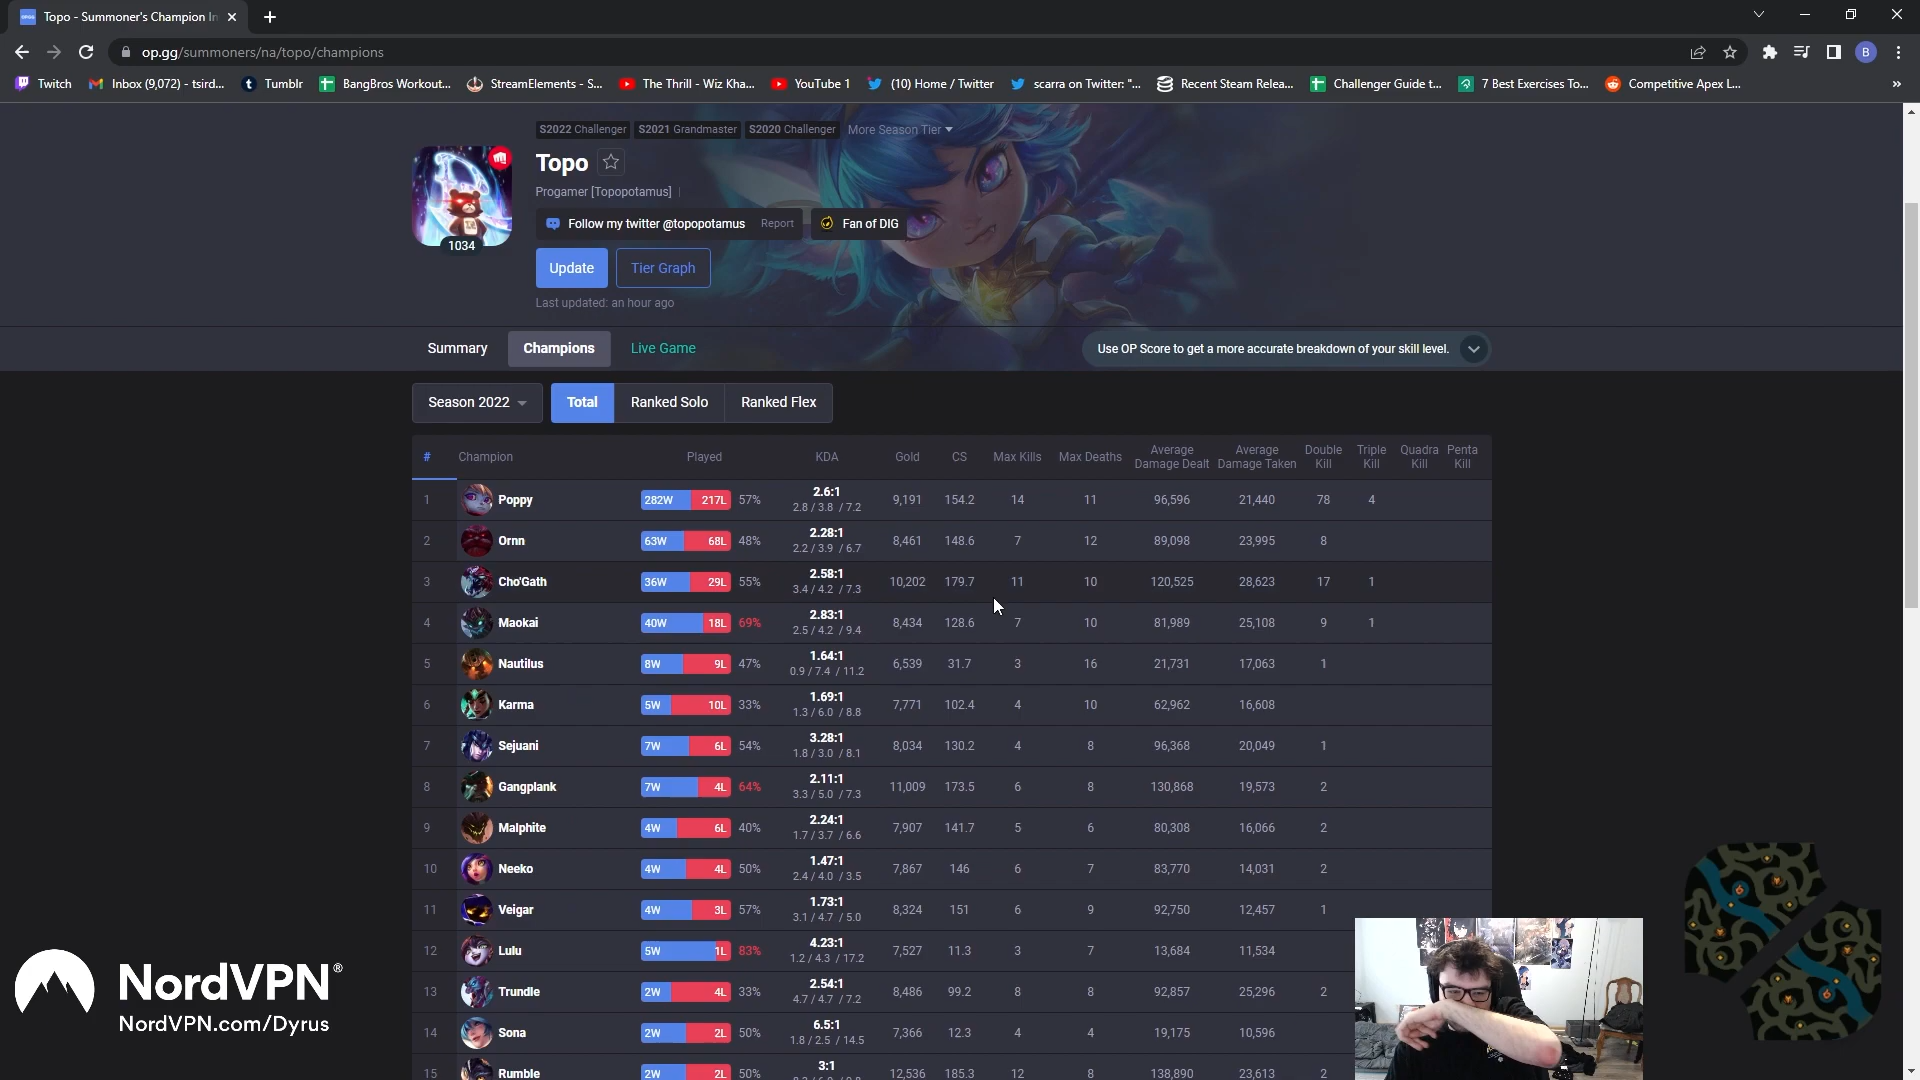 Topo - Summoner's Champion In
op.gg/summoners/na/topo/champions
B
Twitch Inbox (9,072) - tsird... Tumblr BangBros Workout... StreamElements - S... The Thrill - Wiz Kha... YouTube 1 (10) Home / Twitter scarra on Twitter: "... Recent Steam Relea... Challenger Guide t... 7 Best Exercises To... Competitive Apex L... »
S2022 Challenger S2021 Grandmaster S2020 Challenger More Season Tier
Topo
Progamer [Topopotamus]
Follow my twitter @topopotamus Report Fan of DIG
1034
Update Tier Graph
Last updated: an hour ago
Summary Champions Live Game Use OP Score to get a more accurate breakdown of your skill level.
Season 2022 Total Ranked Solo Ranked Flex
# Champion Played KDA Gold CS Max Kills Max Deaths Average Damage Dealt Average Damage Taken Double Kill Triple Kill Quadra Kill Penta Kill
1 Poppy 282W 217L 57% 2.6:1 2.8 / 3.8 / 7.2 9,191 154.2 14 11 96,596 21,440 78 4
2 Ornn 63W 68L 48% 2.28:1 2.2 / 3.9 / 6.7 8,461 148.6 7 12 89,098 23,995 8
3 Cho'Gath 36W 29L 55% 2.58:1 3.4 / 4.2 / 7.3 10,202 179.7 11 10 120,525 28,623 17 1
4 Maokai 40W 18L 69% 2.83:1 2.5 / 4.2 / 9.4 8,434 128.6 7 10 81,989 25,108 9 1
5 Nautilus 8W 9L 47% 1.64:1 0.9 / 7.4 / 11.2 6,539 31.7 3 16 21,731 17,063 1
6 Karma 5W 10L 33% 1.69:1 1.3 / 6.0 / 8.8 7,771 102.4 4 10 62,962 16,608
7 Sejuani 7W 6L 54% 3.28:1 1.8 / 3.0 / 8.1 8,034 130.2 4 8 96,368 20,049 1
8 Gangplank 7W 4L 64% 2.11:1 3.3 / 5.0 / 7.3 11,009 173.5 6 8 130,868 19,573 2
9 Malphite 4W 6L 40% 2.24:1 1.7 / 3.7 / 6.6 7,907 141.7 5 6 80,308 16,066 2
10 Neeko 4W 4L 50% 1.47:1 2.4 / 4.0 / 3.5 7,867 146 6 7 83,770 14,031 2
11 Veigar 4W 3L 57% 1.73:1 3.1 / 4.7 / 5.0 8,324 151 6 9 92,750 12,457 1
12 Lulu 5W 1L 83% 4.23:1 1.2 / 4.3 / 17.2 7,527 11.3 3 7 13,684 11,534
13 Trundle 2W 4L 33% 2.54:1 4.7 / 4.7 / 7.2 8,486 99.2 8 8 92,857 25,296 2
14 Sona 2W 2L 50% 6.5:1 1.8 / 2.5 / 14.5 7,366 12.3 4 4 19,175 10,596
15 Rumble 2W 2L 50% 3:1 12,536 185.3 12 8 138,890 23,613 2
NordVPN®
NordVPN.com/Dyrus